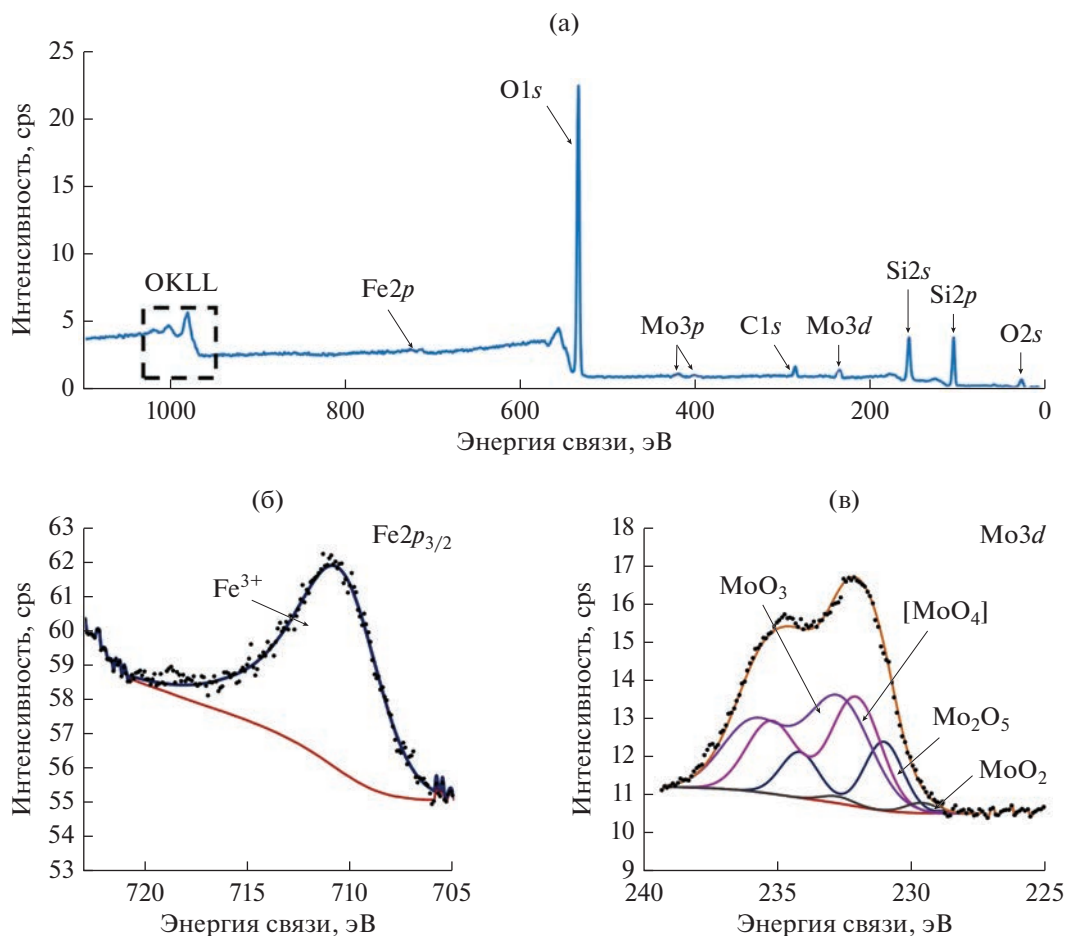 (а)
Интенсивность, cps
25
20
15
10
5
0
OKLL
Fe2p
O1s
Mo3p
C1s
Mo3d
Si2s
Si2p
O2s
1000
800
600
400
200
0
Энергия связи, эВ
(б)
Интенсивность, cps
63
62
61
60
59
58
57
56
55
54
53
Fe2p3/2
Fe3+
720
715
710
705
Энергия связи, эВ
(в)
Интенсивность, cps
18
17
16
15
14
13
12
11
10
9
Mo3d
MoO3
[MoO4]
Mo2O5
MoO2
240
235
230
225
Энергия связи, эВ